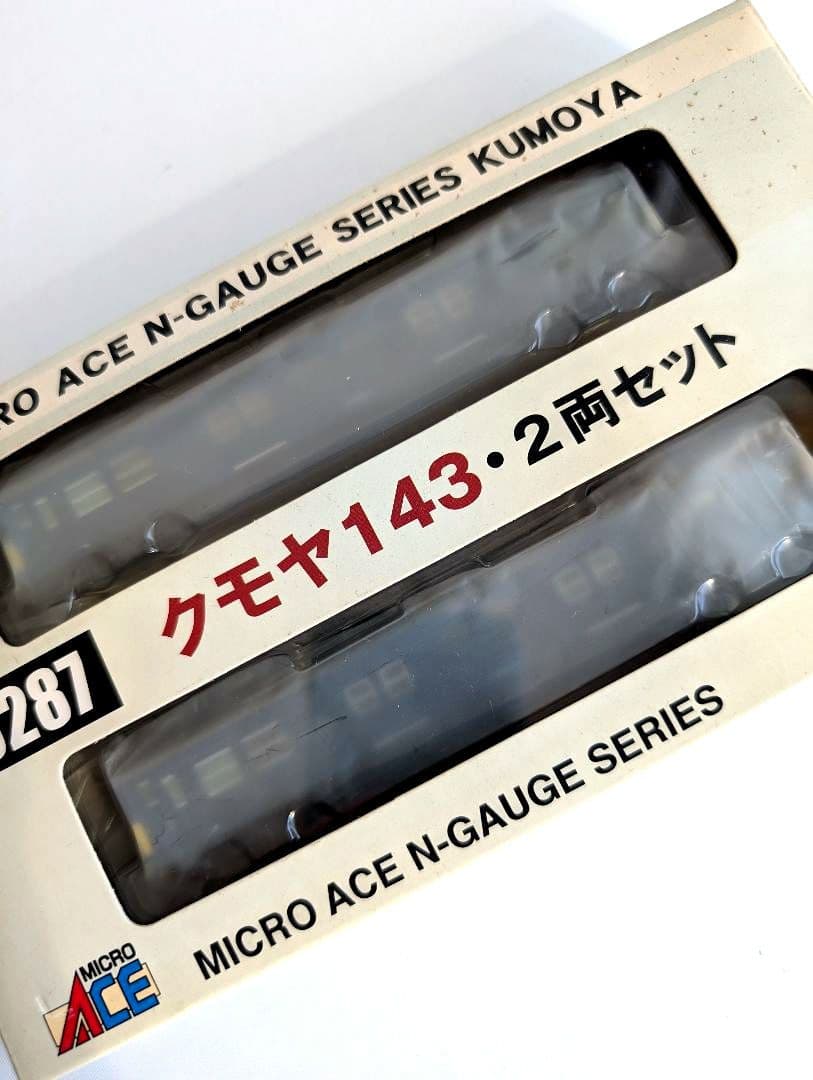 RO ACE N-GAUGE SERIES KUMOYA
クモヤ143・2両セット
287
MICRO ACE N-GAUGE SERIES
MICRO
ACE